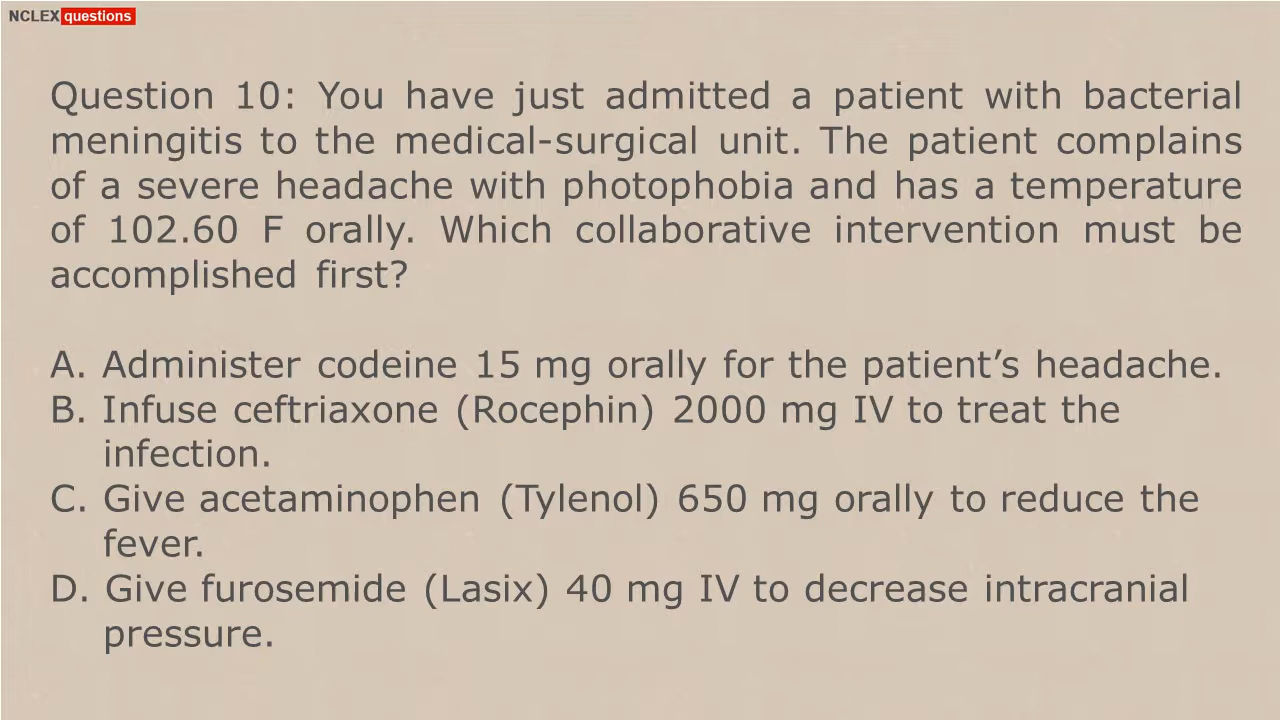 NCLEX questions
Question 10: You have just admitted a patient with bacterial
meningitis to the medical-surgical unit. The patient complains
of a severe headache with photophobia and has a temperature
of 102.60 F orally. Which collaborative intervention must be
accomplished first?
A. Administer codeine 15 mg orally for the patient’s headache.
B. Infuse ceftriaxone (Rocephin) 2000 mg IV to treat the
infection.
C. Give acetaminophen (Tylenol) 650 mg orally to reduce the
fever.
D. Give furosemide (Lasix) 40 mg IV to decrease intracranial
pressure.